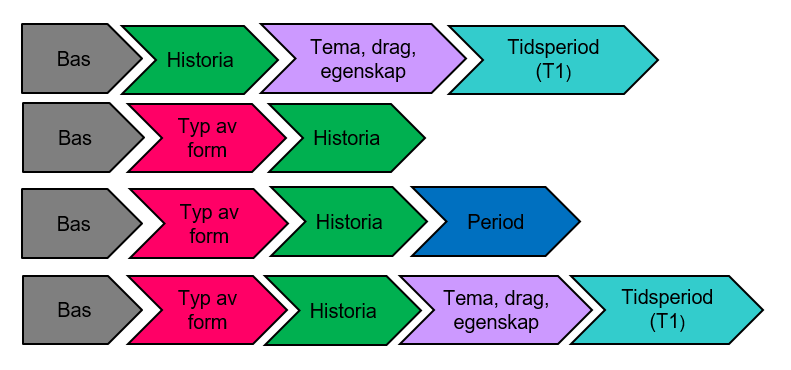 Bas
Historia
Tema, drag,
egenskap
Tidsperiod
(T1)
Bas
Typ av
form
Historia
Bas
Typ av
form
Historia
Period
Bas
Typ av
form
Historia
Tema, drag,
egenskap
Tidsperiod
(T1)